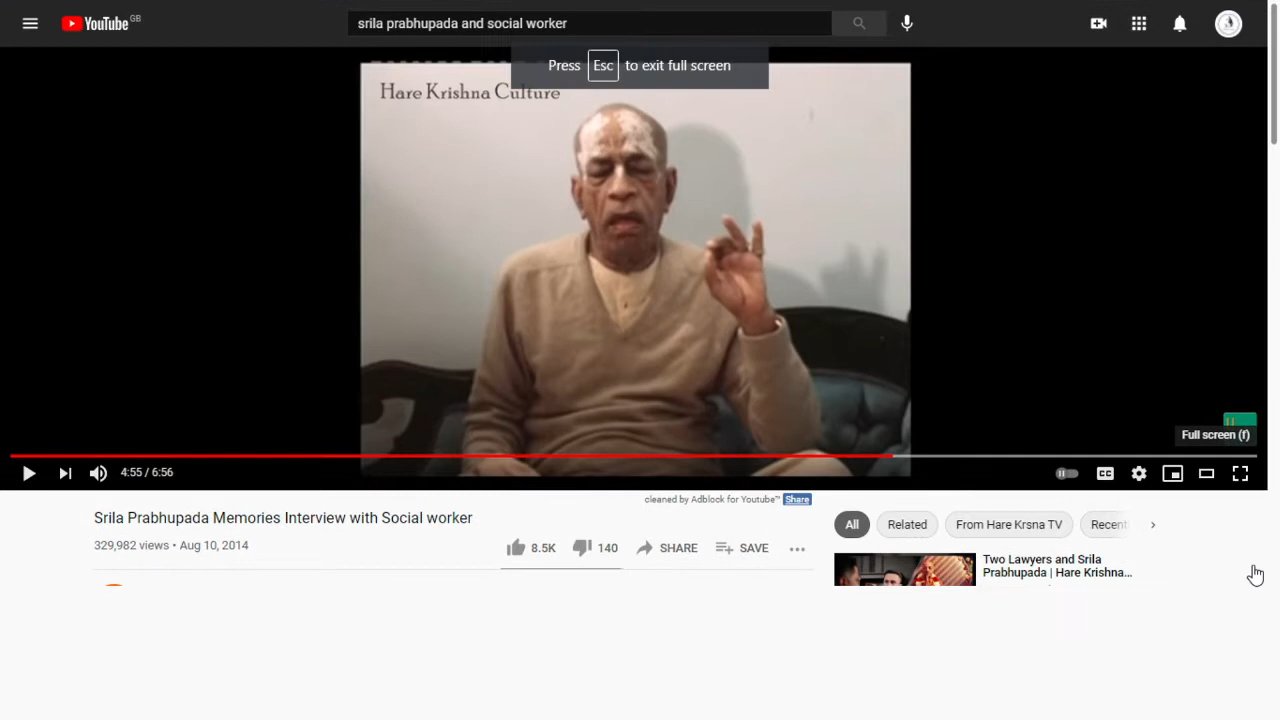 YouTube GB
srila prabhupada and social worker
Press Esc to exit full screen
Hare Krishna Culture
Full screen (f)
4:55 / 6:56
CC
cleaned by Adblock for Youtube™ Share
Srila Prabhupada Memories Interview with Social worker
329,982 views • Aug 10, 2014
8.5K 140 SHARE SAVE
All Related From Hare Krsna TV Recent
Two Lawyers and Srila
Prabhupada | Hare Krishna...